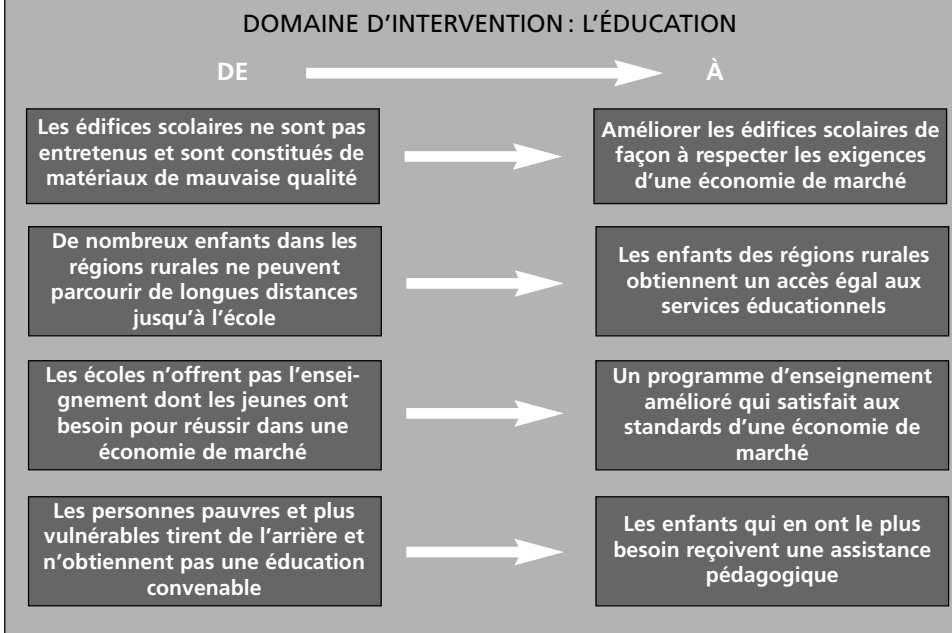 DOMAINE D’INTERVENTION : L’ÉDUCATION
DE
À
Les édifices scolaires ne sont pas
entretenus et sont constitués de
matériaux de mauvaise qualité
Améliorer les édifices scolaires de
façon à respecter les exigences
d’une économie de marché
De nombreux enfants dans les
régions rurales ne peuvent
parcourir de longues distances
jusqu’à l’école
Les enfants des régions rurales
obtiennent un accès égal aux
services éducationnels
Les écoles n’offrent pas l’ensei-
gnement dont les jeunes ont
besoin pour réussir dans une
économie de marché
Un programme d’enseignement
amélioré qui satisfait aux
standards d’une économie de
marché
Les personnes pauvres et plus
vulnérables tirent de l’arrière et
n’obtiennent pas une éducation
convenable
Les enfants qui en ont le plus
besoin reçoivent une assistance
pédagogique